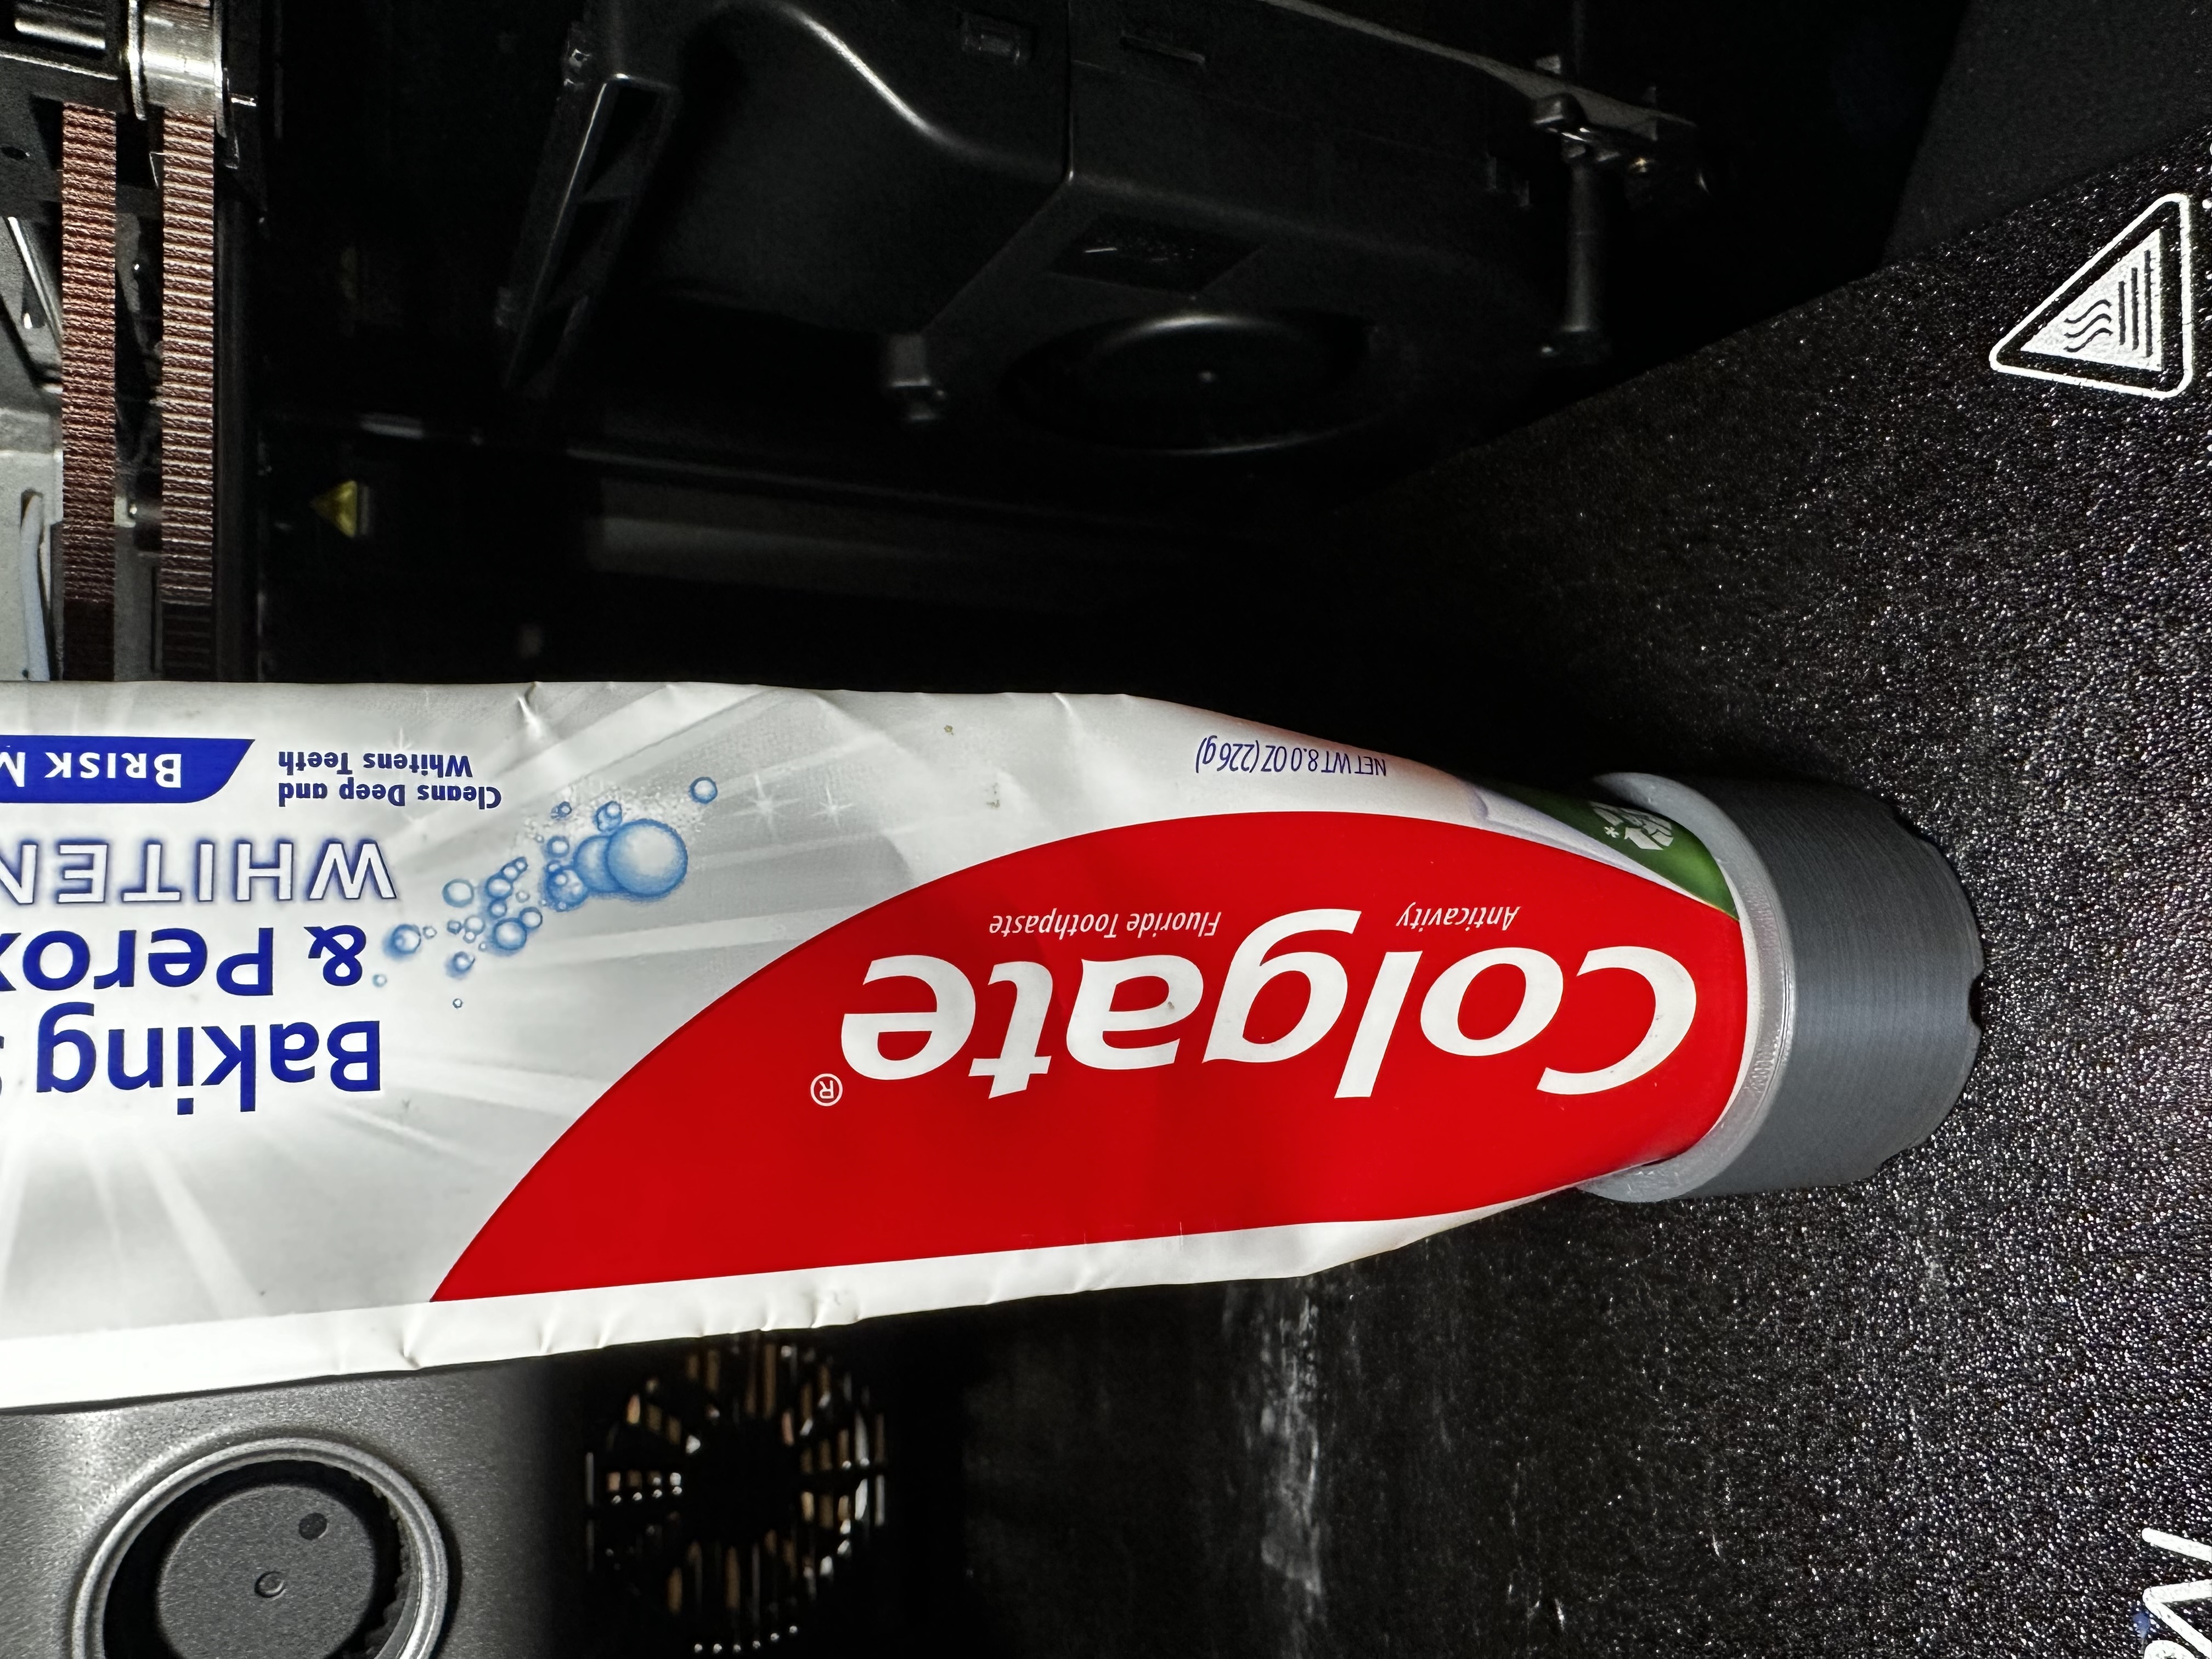 Colgate®
Anticavity Fluoride Toothpaste
NET WT 8.0 OZ (226 g)
Baking
& Perox
WHITEN
Cleans Deep and
Whitens Teeth
BRISK M